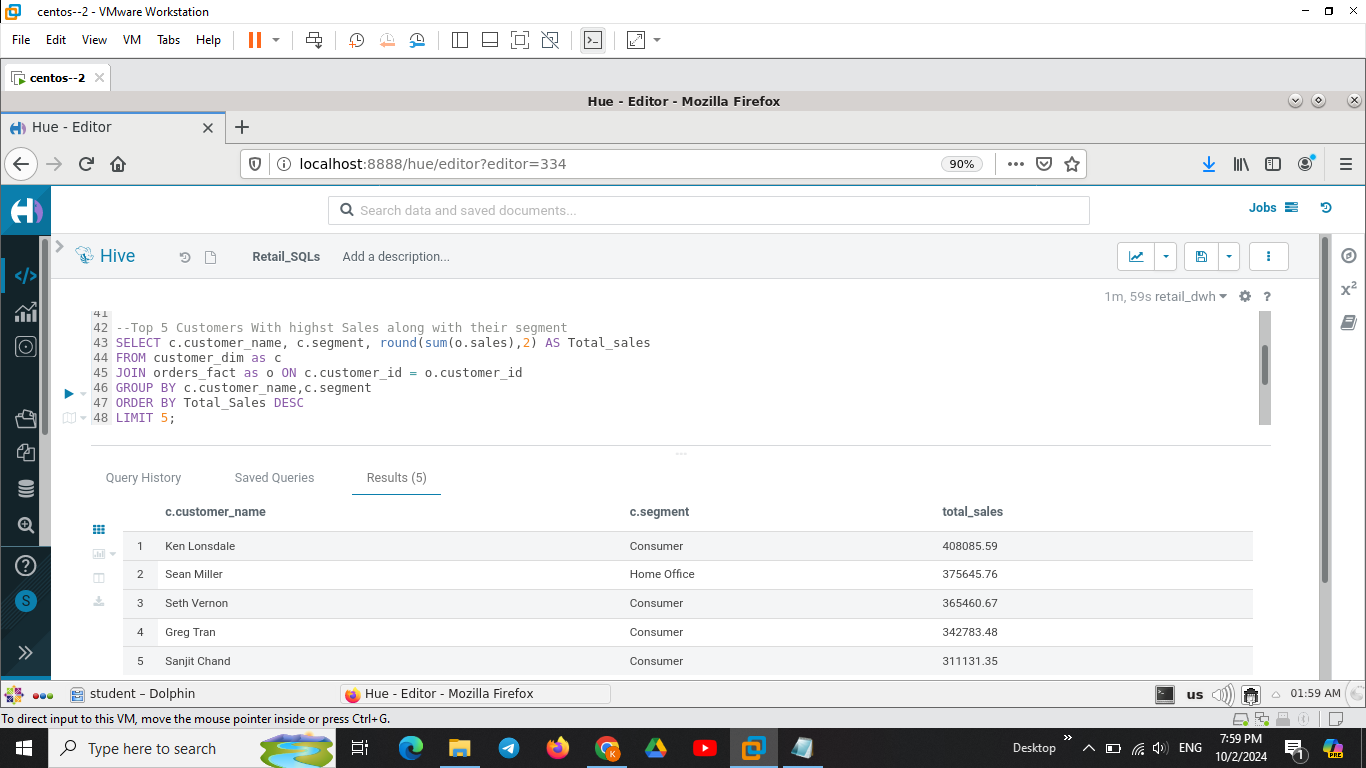 centos--2 - VMware Workstation
File Edit View VM Tabs Help
centos--2
Hue - Editor - Mozilla Firefox
Hue - Editor
localhost:8888/hue/editor?editor=334
90%
Search data and saved documents...
Jobs
Hive
Retail_SQLs
Add a description...
1m, 59s retail_dwh
?
x2
41
42 --Top 5 Customers With highst Sales along with their segment
43 SELECT c.customer_name, c.segment, round(sum(o.sales),2) AS Total_sales
44 FROM customer_dim as c
45 JOIN orders_fact as o ON c.customer_id = o.customer_id
46 GROUP BY c.customer_name,c.segment
47 ORDER BY Total_Sales DESC
48 LIMIT 5;
Query History Saved Queries Results (5)
c.customer_name c.segment total_sales
1 Ken Lonsdale Consumer 408085.59
2 Sean Miller Home Office 375645.76
3 Seth Vernon Consumer 365460.67
4 Greg Tran Consumer 342783.48
5 Sanjit Chand Consumer 311131.35
S
student – Dolphin
Hue - Editor - Mozilla Firefox
us
01:59 AM
To direct input to this VM, move the mouse pointer inside or press Ctrl+G.
Type here to search
Desktop
ENG
7:59 PM
10/2/2024
1
PRE